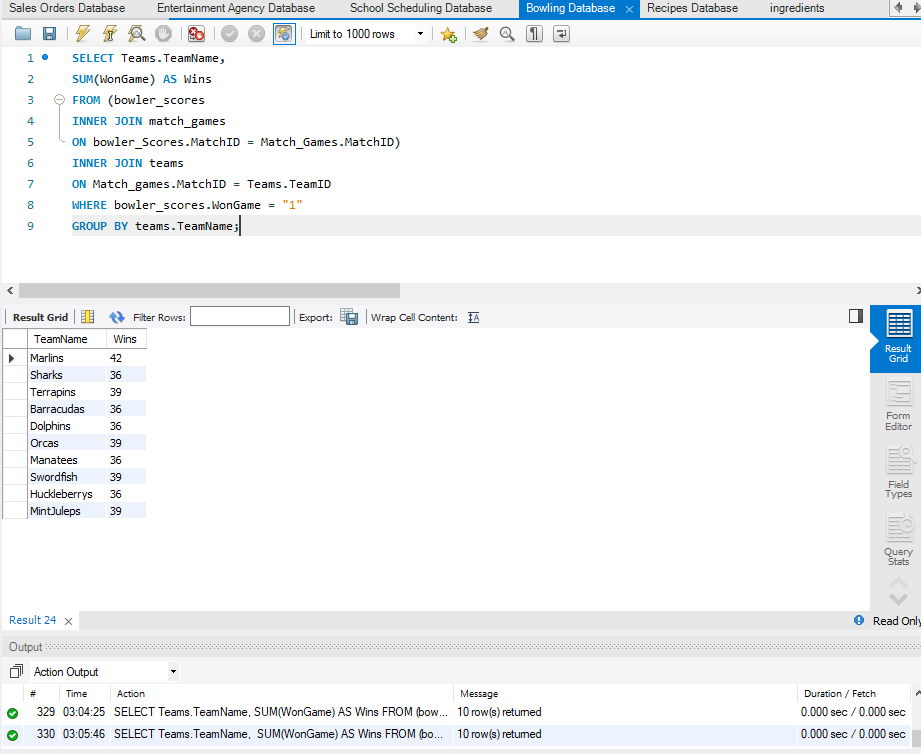 Sales Orders Database Entertainment Agency Database School Scheduling Database Bowling Database × Recipes Database ingredients
Limit to 1000 rows
1 SELECT Teams.TeamName,
2 SUM(WonGame) AS Wins
3 FROM (bowler_scores
4 INNER JOIN match_games
5 ON bowler_Scores.MatchID = Match_Games.MatchID)
6 INNER JOIN teams
7 ON Match_games.MatchID = Teams.TeamID
8 WHERE bowler_scores.WonGame = "1"
9 GROUP BY teams.TeamName;
Result Grid Filter Rows: Export: Wrap Cell Content: IA
TeamName Wins
Marlins 42
Sharks 36
Terrapins 39
Barracudas 36
Dolphins 36
Orcas 39
Manatees 36
Swordfish 39
Huckleberrys 36
MintJuleps 39
Result
Grid
Form
Editor
Field
Types
Query
Stats
Result 24 × Read Only
Output
Action Output
# Time Action Message Duration / Fetch
329 03:04:25 SELECT Teams.TeamName, SUM(WonGame) AS Wins FROM (bow... 10 row(s) returned 0.000 sec / 0.000 sec
330 03:05:46 SELECT Teams.TeamName, SUM(WonGame) AS Wins FROM (bo... 10 row(s) returned 0.000 sec / 0.000 sec